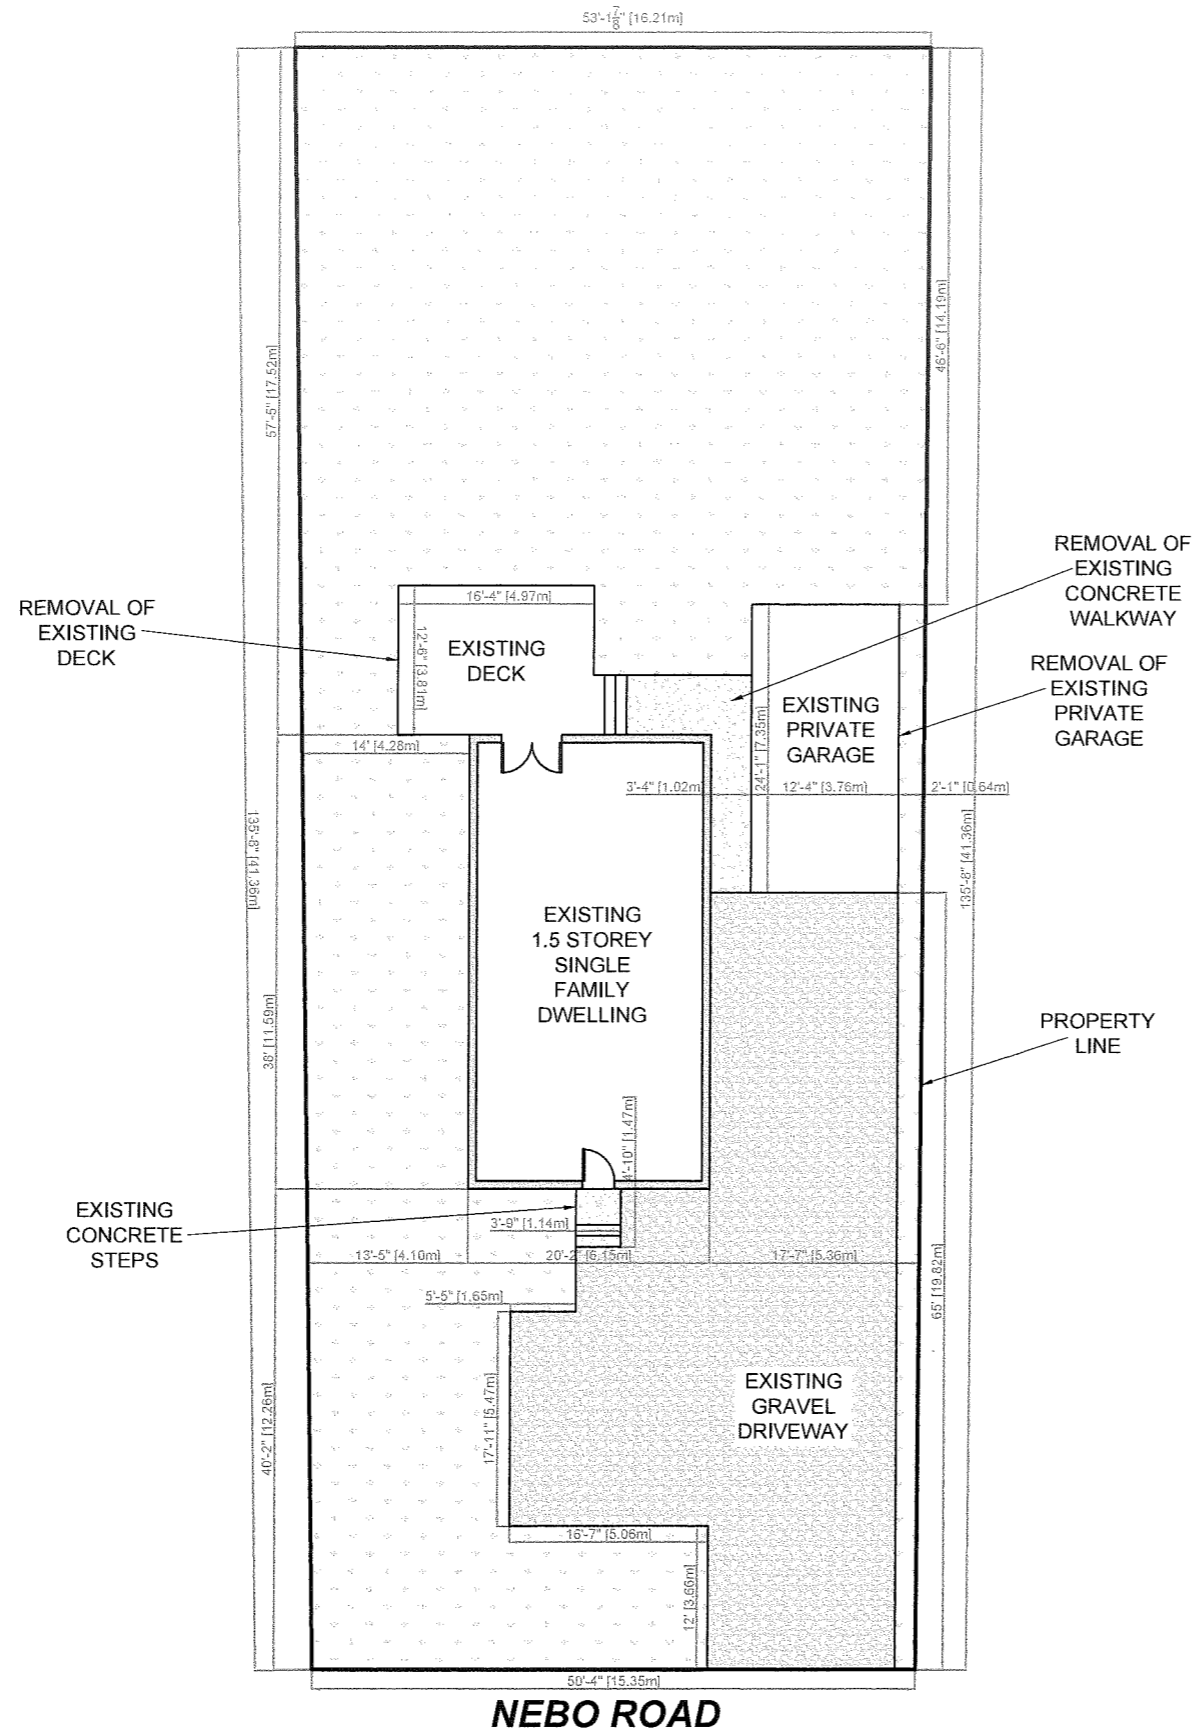 53'-1 7/8" [16.21m]
46'-6" [14.19m]
57'-5" [17.52m]
REMOVAL OF
EXISTING
CONCRETE
WALKWAY
REMOVAL OF
EXISTING
DECK
16'-4" [4.97m]
12'-6" [3.81m]
EXISTING
DECK
REMOVAL OF
EXISTING
PRIVATE
GARAGE
EXISTING
PRIVATE
GARAGE
24'-1" [7.35m]
14' [4.28m]
3'-4" [1.02m]
12'-4" [3.76m]
2'-1" [0.64m]
135'-8" [41.36m]
135'-8" [41.36m]
EXISTING
1.5 STOREY
SINGLE
FAMILY
DWELLING
38' [11.59m]
PROPERTY
LINE
4'-10" [1.47m]
EXISTING
CONCRETE
STEPS
3'-9" [1.14m]
13'-5" [4.10m]
20'-2" [6.15m]
17'-7" [5.36m]
65' [19.82m]
5'-5" [1.65m]
17'-11" [5.47m]
EXISTING
GRAVEL
DRIVEWAY
40'-2" [12.26m]
16'-7" [5.06m]
12' [3.66m]
50'-4" [15.35m]
NEBO ROAD